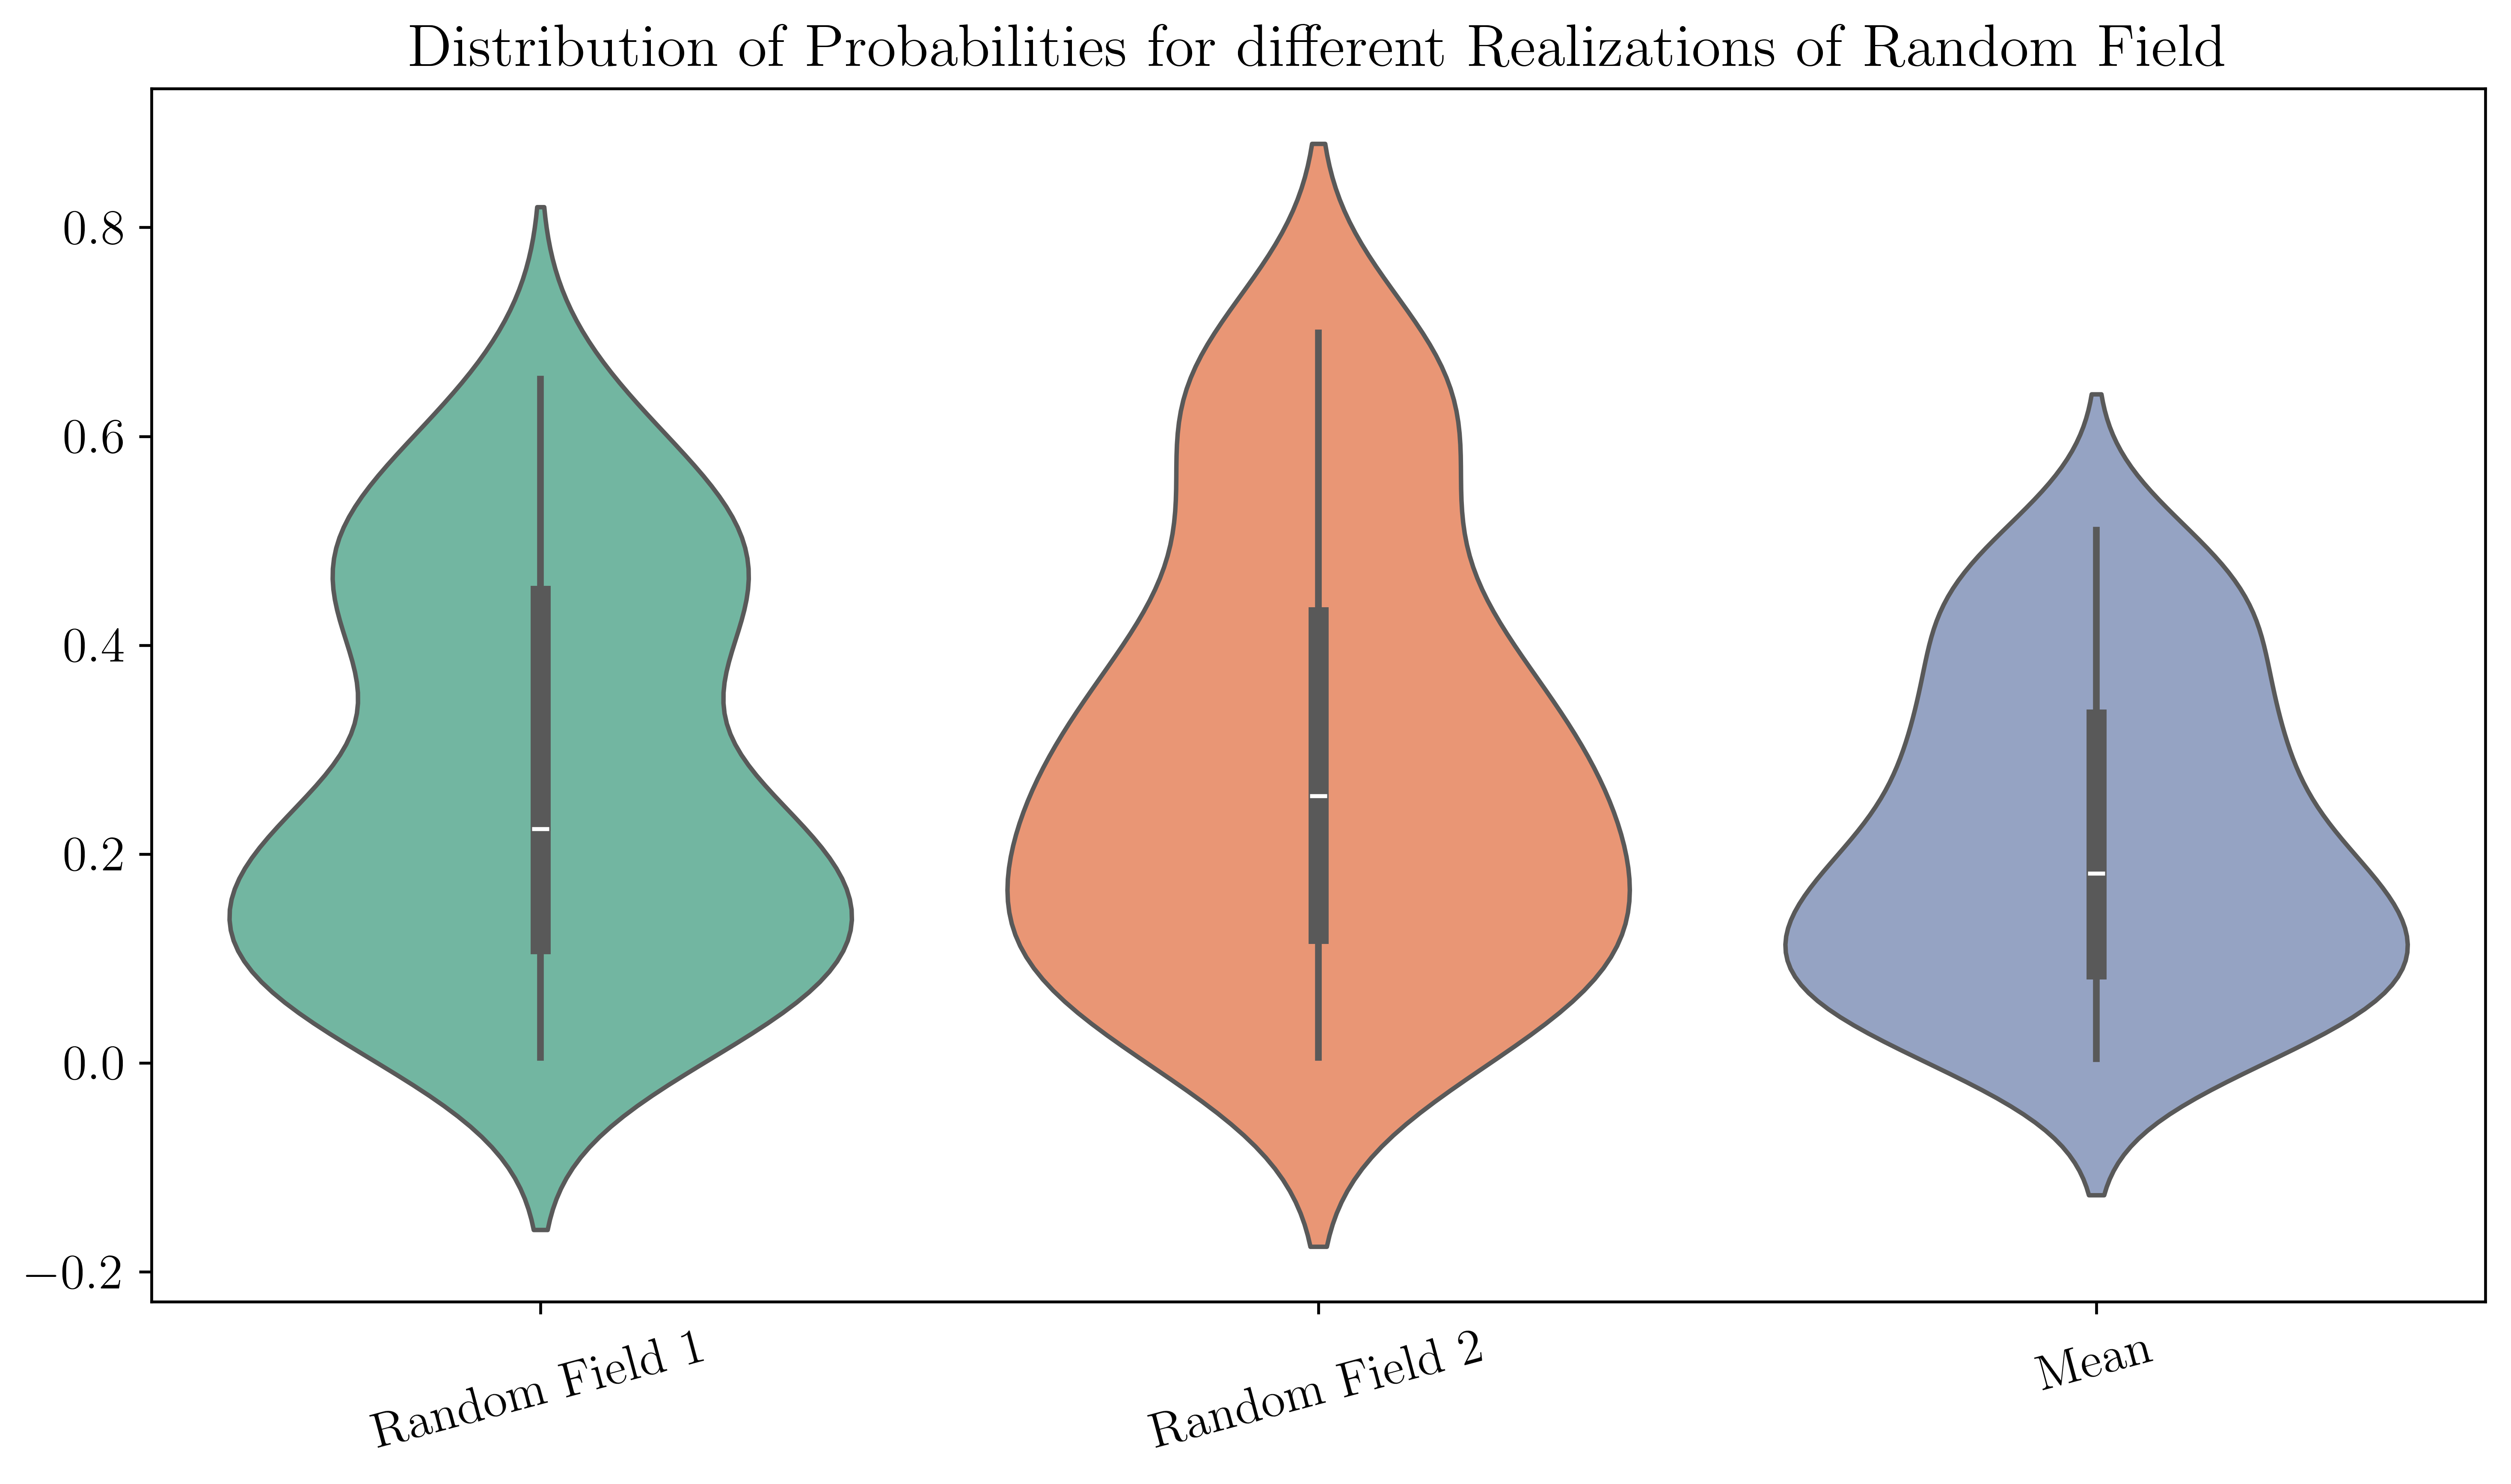 Distribution of Probabilities for different Realizations of Random Field
0.8
0.6
0.4
0.2
0.0
−0.2
Random Field 1
Random Field 2
Mean